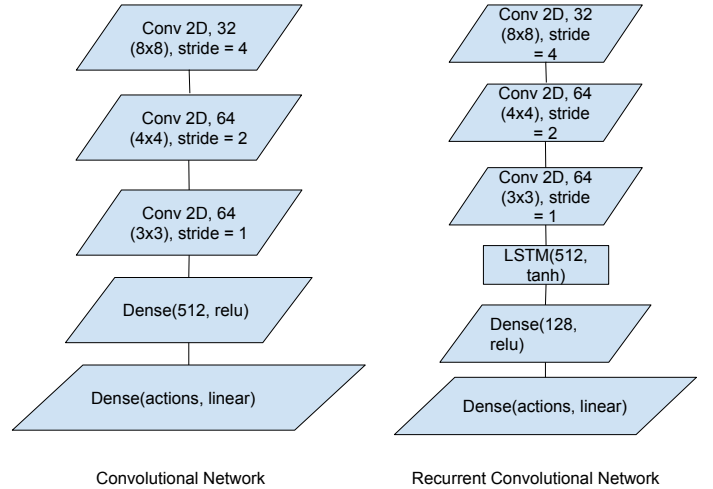 Conv 2D, 32
(8x8), stride = 4
Conv 2D, 64
(4x4), stride = 2
Conv 2D, 64
(3x3), stride = 1
Dense(512, relu)
Dense(actions, linear)
Convolutional Network
Conv 2D, 32
(8x8), stride
= 4
Conv 2D, 64
(4x4), stride
= 2
Conv 2D, 64
(3x3), stride
= 1
LSTM(512,
tanh)
Dense(128,
relu)
Dense(actions, linear)
Recurrent Convolutional Network